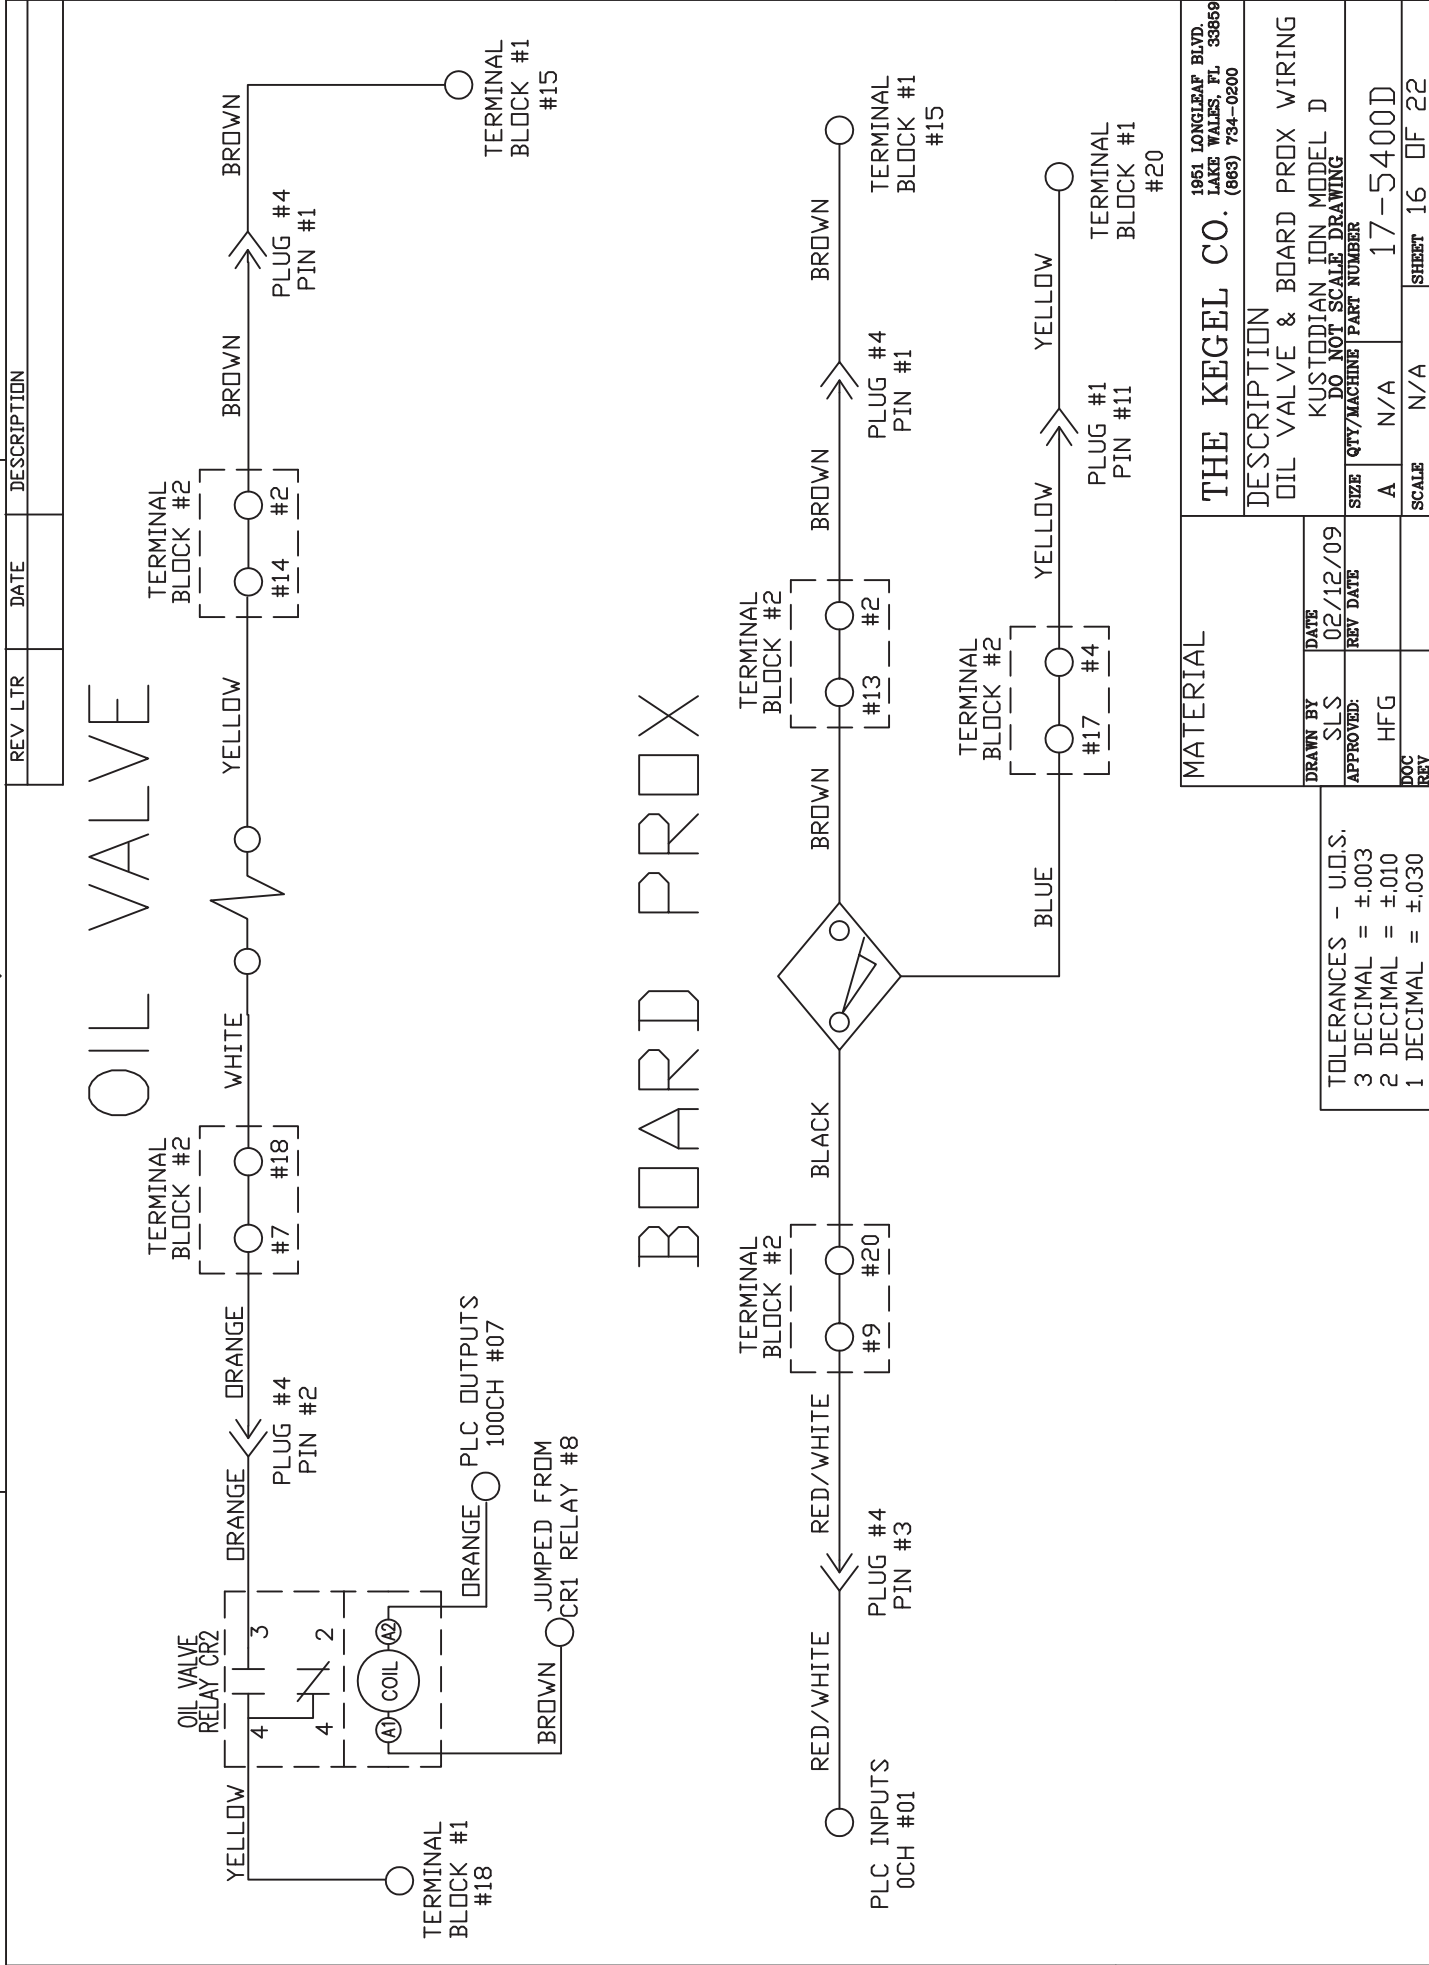 REV LTR
DATE
DESCRIPTION
OIL VALVE
YELLOW
TERMINAL
BLOCK #1
#18
OIL VALVE
RELAY CR2
4
3
4
2
A1
COIL
A2
BROWN
JUMPED FROM
CR1 RELAY #8
ORANGE
PLC OUTPUTS
100CH #07
ORANGE
PLUG #4
PIN #2
ORANGE
TERMINAL
BLOCK #2
#7
#18
WHITE
YELLOW
TERMINAL
BLOCK #2
#14
#2
BROWN
PLUG #4
PIN #1
BROWN
TERMINAL
BLOCK #1
#15
BOARD PROX
PLC INPUTS
0CH #01
RED/WHITE
PLUG #4
PIN #3
RED/WHITE
TERMINAL
BLOCK #2
#9
#20
BLACK
BROWN
TERMINAL
BLOCK #2
#13
#2
BROWN
PLUG #4
PIN #1
BROWN
TERMINAL
BLOCK #1
#15
BLUE
TERMINAL
BLOCK #2
#17
#4
YELLOW
PLUG #1
PIN #11
YELLOW
TERMINAL
BLOCK #1
#20
TOLERANCES - U.O.S.
3 DECIMAL = ±.003
2 DECIMAL = ±.010
1 DECIMAL = ±.030
MATERIAL
DRAWN BY
SLS
DATE
02/12/09
APPROVED:
HFG
REV DATE
DOC
REV
THE KEGEL CO.
1951 LONGLEAF BLVD.
LAKE WALES, FL 33859
(863) 734-0200
DESCRIPTION
OIL VALVE & BOARD PROX WIRING
KUSTODIAN ION MODEL D
DO NOT SCALE DRAWING
SIZE
A
QTY/MACHINE
N/A
PART NUMBER
17-5400D
SCALE
N/A
SHEET 16 OF 22